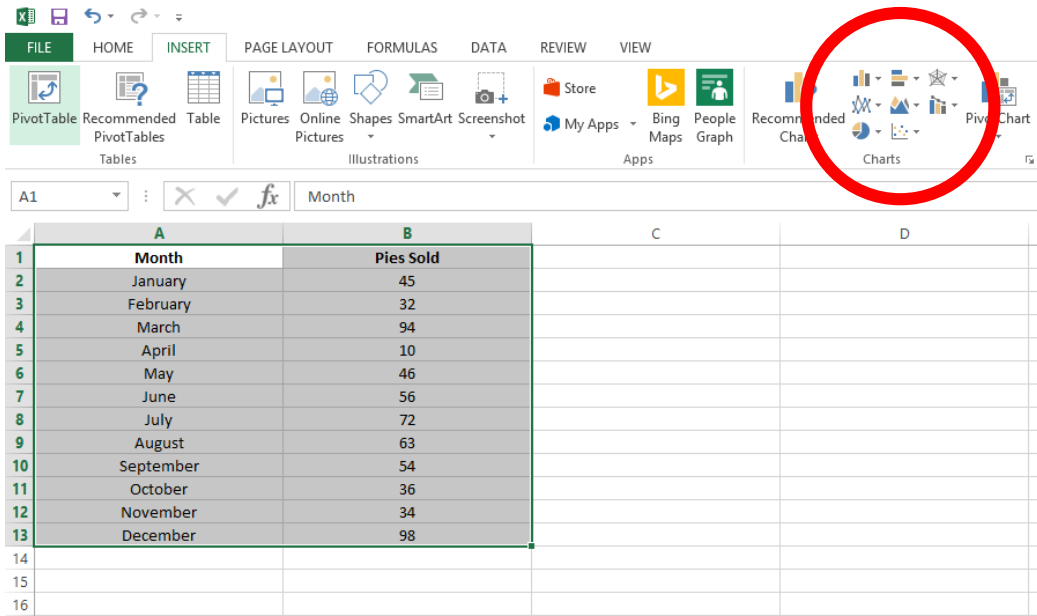 FILE HOME INSERT PAGE LAYOUT FORMULAS DATA REVIEW VIEW
PivotTable Recommended PivotTables Table
Tables
Pictures Online Pictures Shapes SmartArt Screenshot
Illustrations
Store
My Apps
Bing Maps People Graph
Apps
Recommended
PivotChart
Charts
A1 fx Month
A B C D
1 Month Pies Sold
2 January 45
3 February 32
4 March 94
5 April 10
6 May 46
7 June 56
8 July 72
9 August 63
10 September 54
11 October 36
12 November 34
13 December 98
14
15
16